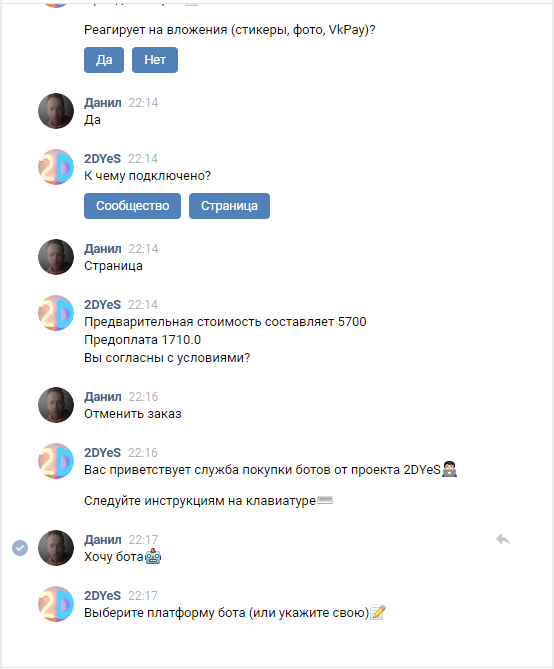 Реагирует на вложения (стикеры, фото, VkPay)?
Да Нет
Данил 22:14
Да
2DYeS 22:14
К чему подключено?
Сообщество Страница
Данил 22:14
Страница
2DYeS 22:14
Предварительная стоимость составляет 5700
Предоплата 1710.0
Вы согласны с условиями?
Данил 22:16
Отменить заказ
2DYeS 22:16
Вас приветствует служба покупки ботов от проекта 2DYeS👨🏻‍💻
Следуйте инструкциям на клавиатуре⌨️
Данил 22:17
Хочу бота🤖
2DYeS 22:17
Выберите платформу бота (или укажите свою)📝